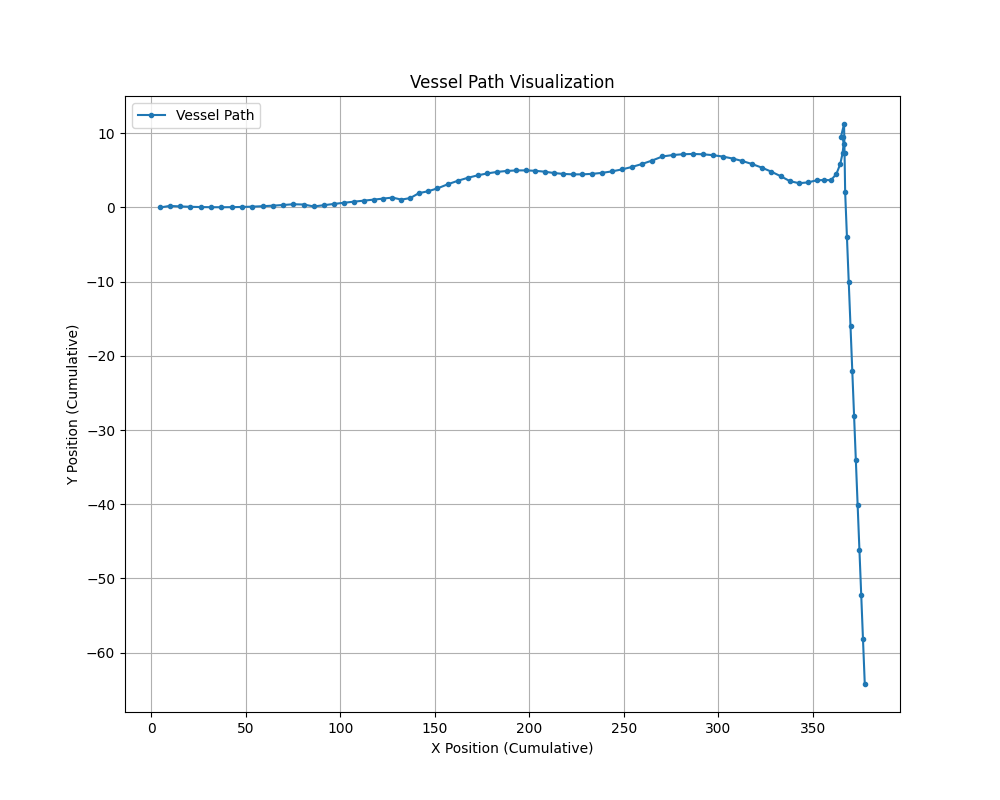 Vessel Path Visualization
Vessel Path
10
0
−10
−20
−30
−40
−50
−60
Y Position (Cumulative)
0 50 100 150 200 250 300 350
X Position (Cumulative)